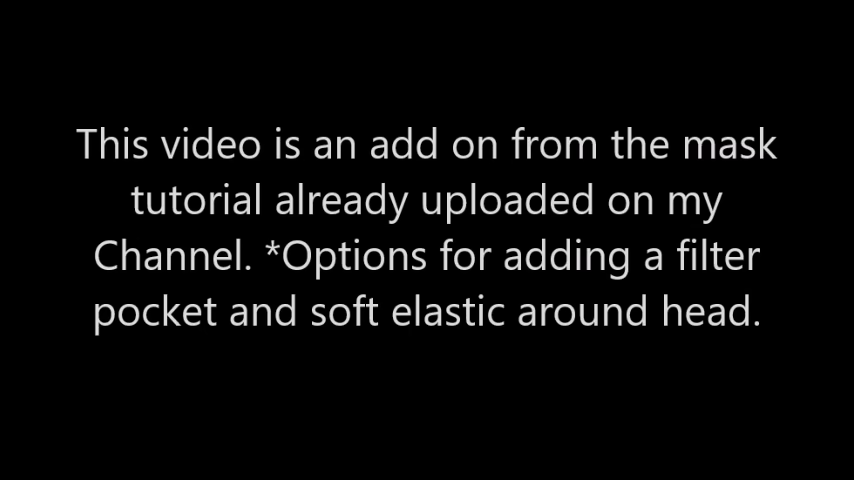 This video is an add on from the mask
tutorial already uploaded on my
Channel. *Options for adding a filter
pocket and soft elastic around head.